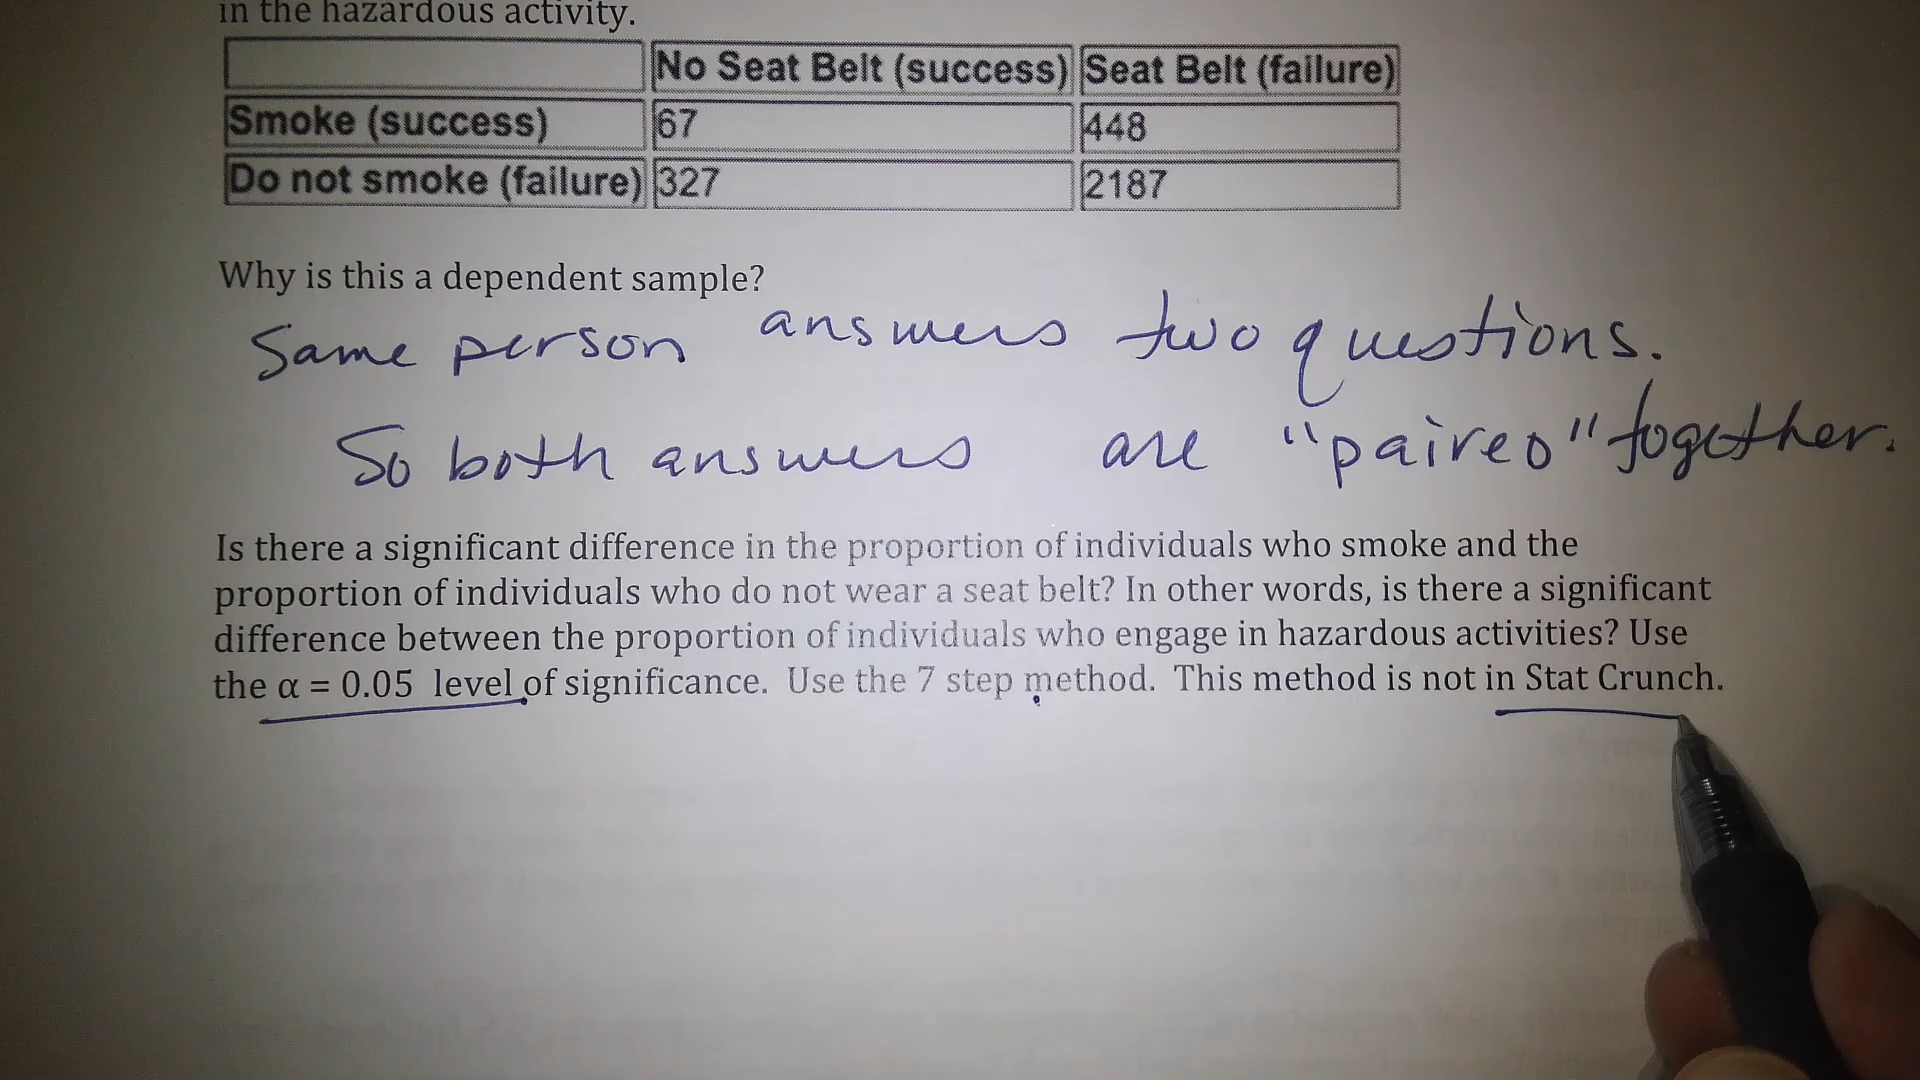 in the hazardous activity.
No Seat Belt (success) Seat Belt (failure)
Smoke (success) 67 448
Do not smoke (failure) 327 2187
Why is this a dependent sample?
Same person answers two questions.
So both answers are "paired" together.
Is there a significant difference in the proportion of individuals who smoke and the
proportion of individuals who do not wear a seat belt? In other words, is there a significant
difference between the proportion of individuals who engage in hazardous activities? Use
the α = 0.05 level of significance. Use the 7 step method. This method is not in Stat Crunch.